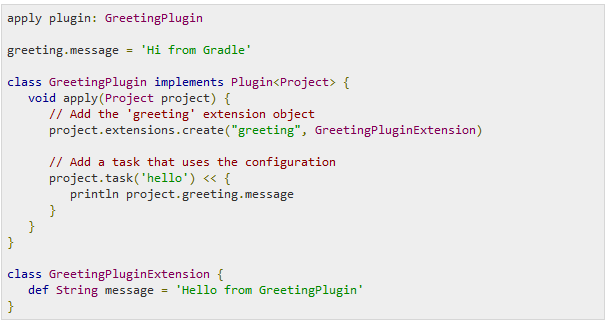 apply plugin: GreetingPlugin
greeting.message = 'Hi from Gradle'
class GreetingPlugin implements Plugin<Project> {
   void apply(Project project) {
      // Add the 'greeting' extension object
      project.extensions.create("greeting", GreetingPluginExtension)
      // Add a task that uses the configuration
      project.task('hello') << {
         println project.greeting.message
      }
   }
}
class GreetingPluginExtension {
   def String message = 'Hello from GreetingPlugin'
}